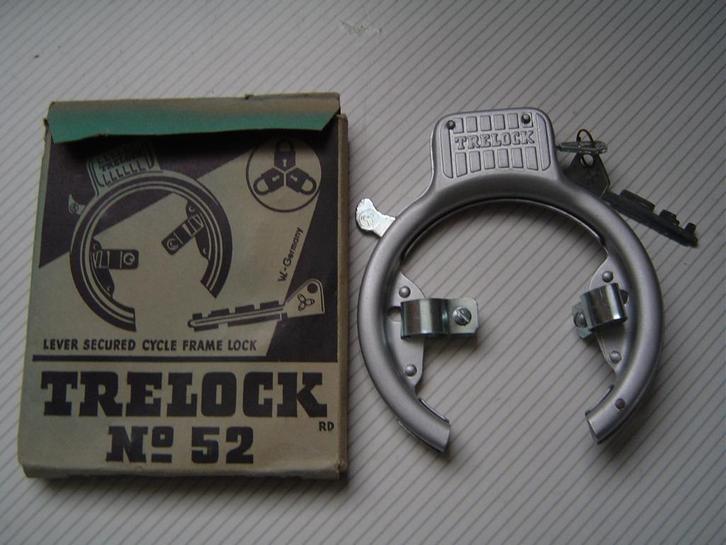 W.-Germany
LEVER SECURED CYCLE FRAME LOCK
TRELOCK
RD
Nº 52
TRELOCK